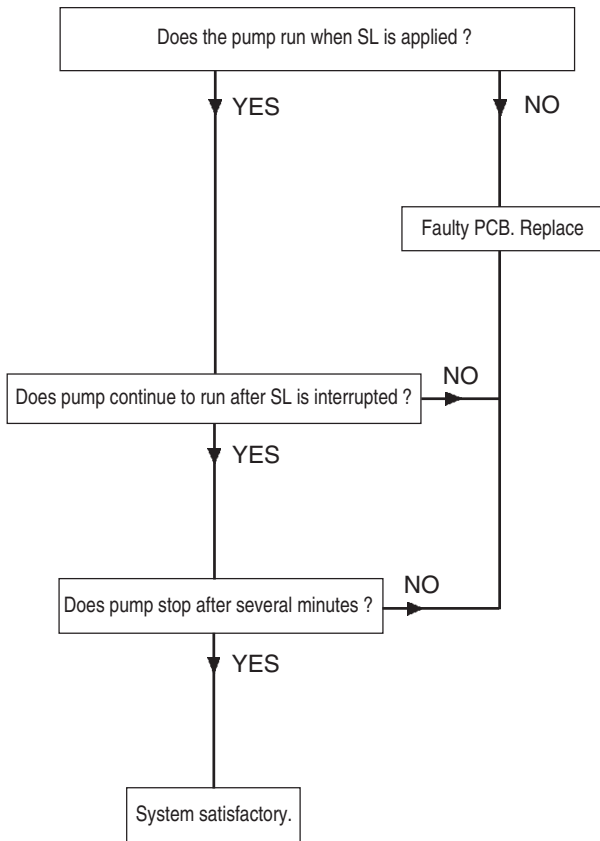 Does the pump run when SL is applied ?
YES
NO
Faulty PCB. Replace
Does pump continue to run after SL is interrupted ?
NO
YES
Does pump stop after several minutes ?
NO
YES
System satisfactory.